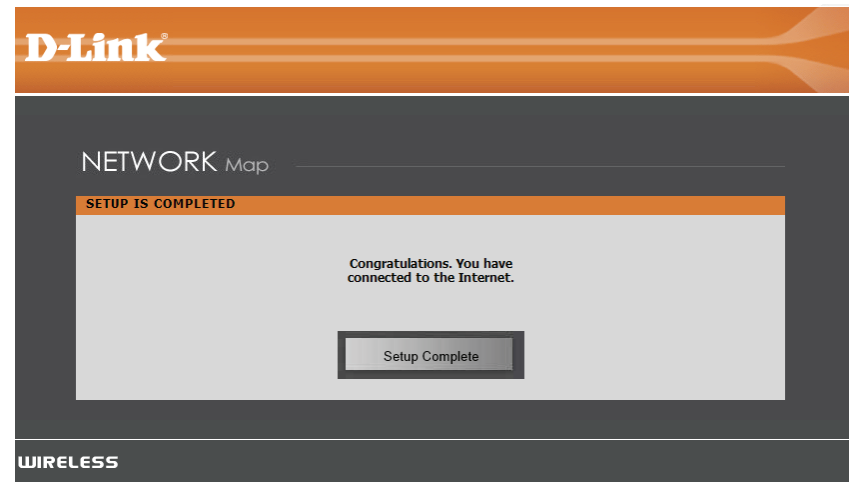 D-Link®
NETWORK Map
SETUP IS COMPLETED
Congratulations. You have
connected to the Internet.
Setup Complete
WIRELESS